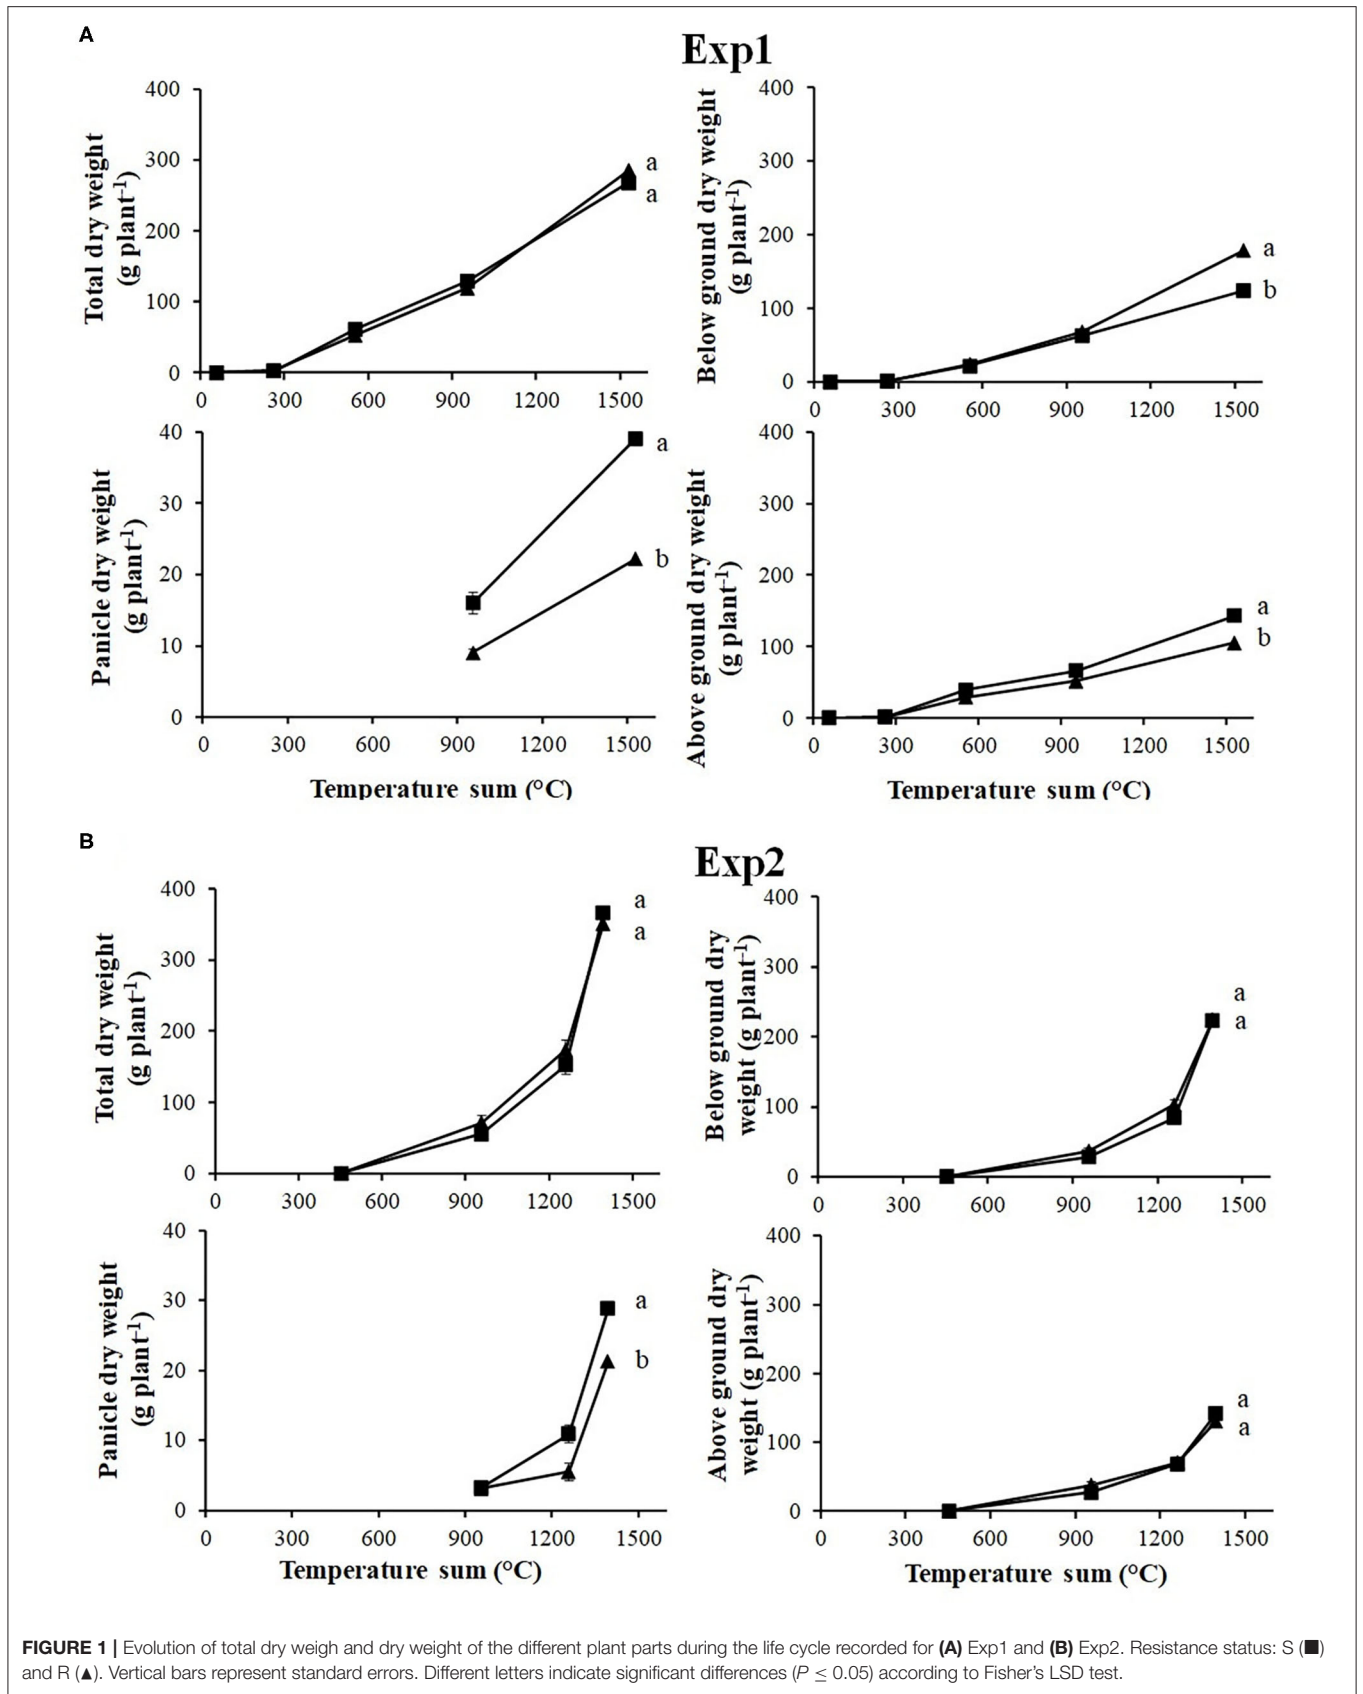 A
Exp1
Total dry weight
(g plant⁻¹)
400
300
200
100
0
0 300 600 900 1200 1500
a
a
Below ground dry weight
(g plant⁻¹)
400
300
200
100
0
0 300 600 900 1200 1500
a
b
Panicle dry weight
(g plant⁻¹)
40
30
20
10
0
0 300 600 900 1200 1500
a
b
Temperature sum (°C)
Above ground dry weight
(g plant⁻¹)
400
300
200
100
0
0 300 600 900 1200 1500
a
b
Temperature sum (°C)
B
Exp2
Total dry weight
(g plant⁻¹)
400
300
200
100
0
0 300 600 900 1200 1500
a
a
Below ground dry
weight (g plant⁻¹)
400
300
200
100
0
0 300 600 900 1200 1500
a
a
Panicle dry weight
(g plant⁻¹)
40
30
20
10
0
0 300 600 900 1200 1500
a
b
Temperature sum (°C)
Above ground dry
weight (g plant⁻¹)
400
300
200
100
0
0 300 600 900 1200 1500
a
a
Temperature sum (°C)
FIGURE 1 | Evolution of total dry weigh and dry weight of the different plant parts during the life cycle recorded for (A) Exp1 and (B) Exp2. Resistance status: S (■)
and R (▲). Vertical bars represent standard errors. Different letters indicate significant differences (P ≤ 0.05) according to Fisher's LSD test.